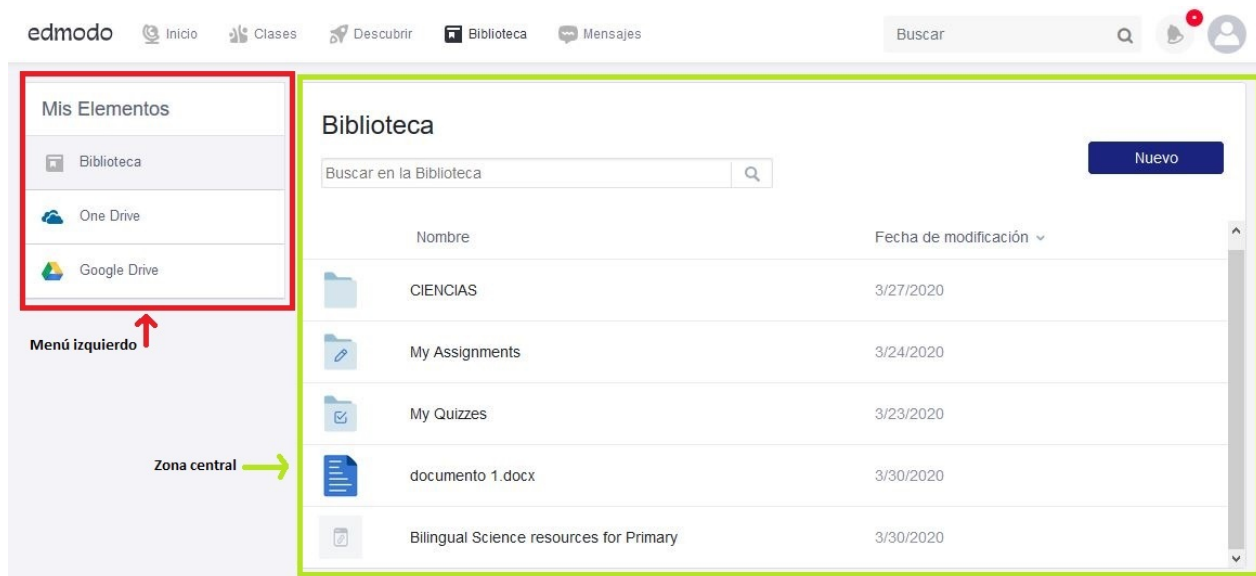 edmodo Inicio Clases Descubrir Biblioteca Mensajes Buscar
Mis Elementos
Biblioteca
One Drive
Google Drive
Menú izquierdo
Zona central
Biblioteca
Buscar en la Biblioteca
Nuevo
Nombre Fecha de modificación
CIENCIAS 3/27/2020
My Assignments 3/24/2020
My Quizzes 3/23/2020
documento 1.docx 3/30/2020
Bilingual Science resources for Primary 3/30/2020